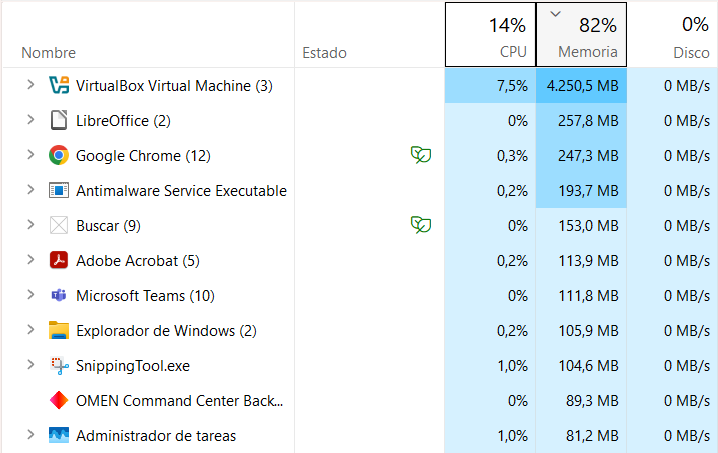 14% 82% 0%
Nombre Estado CPU Memoria Disco
VirtualBox Virtual Machine (3) 7,5% 4.250,5 MB 0 MB/s
LibreOffice (2) 0% 257,8 MB 0 MB/s
Google Chrome (12) 0,3% 247,3 MB 0 MB/s
Antimalware Service Executable 0,2% 193,7 MB 0 MB/s
Buscar (9) 0% 153,0 MB 0 MB/s
Adobe Acrobat (5) 0,2% 113,9 MB 0 MB/s
Microsoft Teams (10) 0% 111,8 MB 0 MB/s
Explorador de Windows (2) 0,2% 105,9 MB 0 MB/s
SnippingTool.exe 1,0% 104,6 MB 0 MB/s
OMEN Command Center Back... 0% 89,3 MB 0 MB/s
Administrador de tareas 1,0% 81,2 MB 0 MB/s